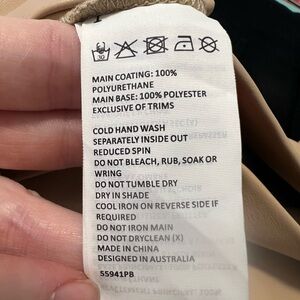 MAIN COATING: 100%
POLYURETHANE
MAIN BASE: 100% POLYESTER
EXCLUSIVE OF TRIMS
COLD HAND WASH
SEPARATELY INSIDE OUT
REDUCED SPIN
DO NOT BLEACH, RUB, SOAK OR
WRING
DO NOT TUMBLE DRY
DRY IN SHADE
COOL IRON ON REVERSE SIDE IF
REQUIRED
DO NOT IRON MAIN
DO NOT DRYCLEAN (X)
MADE IN CHINA
DESIGNED IN AUSTRALIA
55941PB